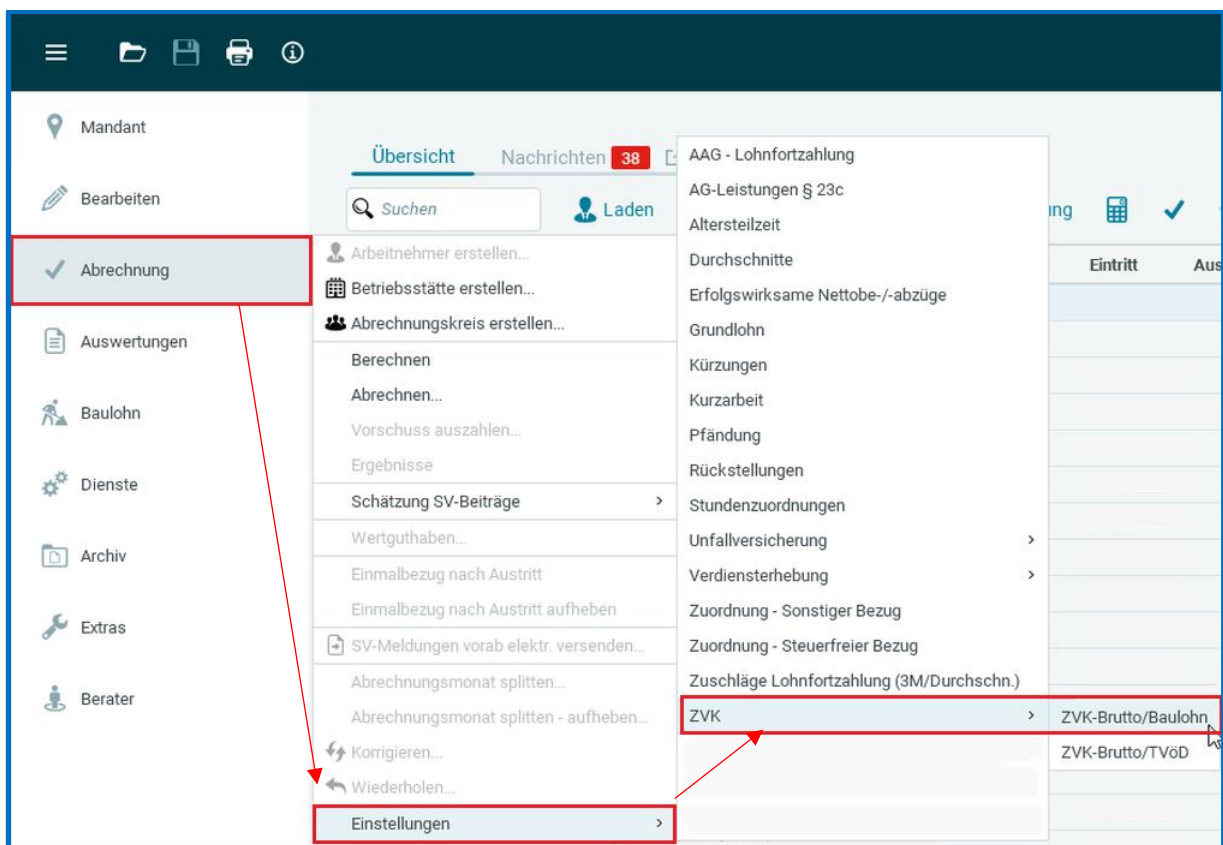 Mandant
Bearbeiten
Abrechnung
Auswertungen
Baulohn
Dienste
Archiv
Extras
Berater
Übersicht
Nachrichten 38
Suchen
Laden
Arbeitnehmer erstellen...
Betriebsstätte erstellen...
Abrechnungskreis erstellen...
Berechnen
Abrechnen...
Vorschuss auszahlen...
Ergebnisse
Schätzung SV-Beiträge
Wertguthaben...
Einmalbezug nach Austritt
Einmalbezug nach Austritt aufheben
SV-Meldungen vorab elektr. versenden...
Abrechnungsmonat splitten...
Abrechnungsmonat splitten - aufheben...
Korrigieren...
Wiederholen...
Einstellungen
AAG - Lohnfortzahlung
AG-Leistungen § 23c
Altersteilzeit
Durchschnitte
Erfolgswirksame Nettobe-/-abzüge
Grundlohn
Kürzungen
Kurzarbeit
Pfändung
Rückstellungen
Stundenzuordnungen
Unfallversicherung
Verdiensterhebung
Zuordnung - Sonstiger Bezug
Zuordnung - Steuerfreier Bezug
Zuschläge Lohnfortzahlung (3M/Durchschn.)
ZVK
ZVK-Brutto/Baulohn
ZVK-Brutto/TVöD
ung
Eintritt
Aus